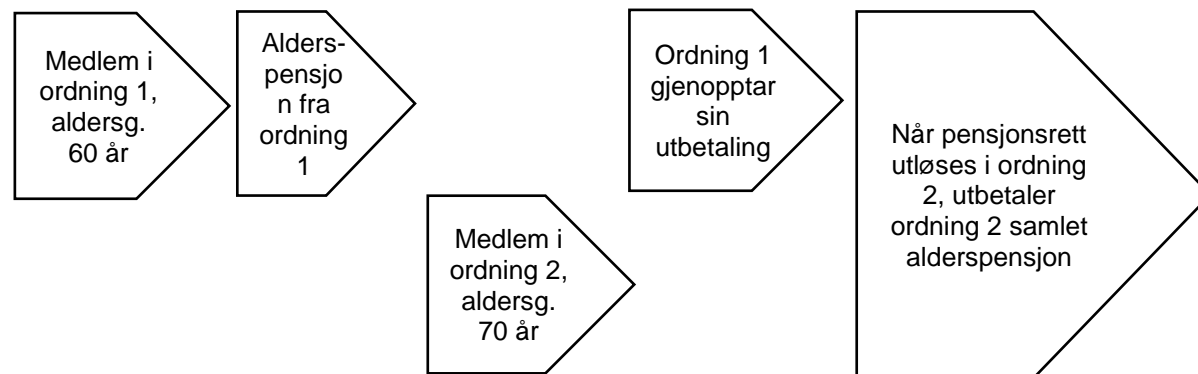 Medlem i
ordning 1,
aldersg.
60 år
Alders-
pensjo
n fra
ordning
1
Medlem i
ordning 2,
aldersg.
70 år
Ordning 1
gjenopptar
sin
utbetaling
Når pensjonsrett
utløses i ordning
2, utbetaler
ordning 2 samlet
alderspensjon